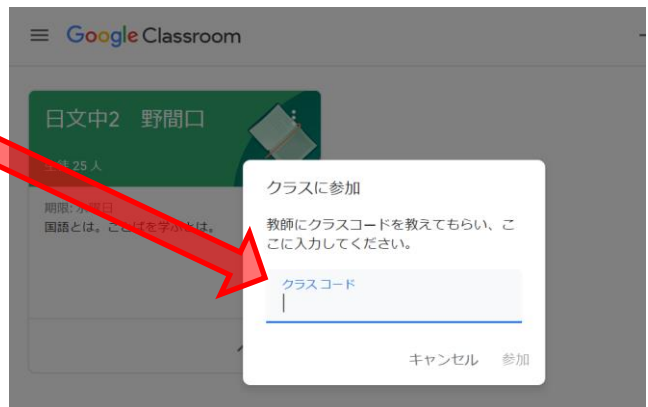 Google Classroom
日文中2　野間口
生徒 25 人
期限: 水曜日
国語とは。ことばを学ぶとは。
クラスに参加
教師にクラスコードを教えてもらい、こ
こに入力してください。
クラス コード
キャンセル　参加